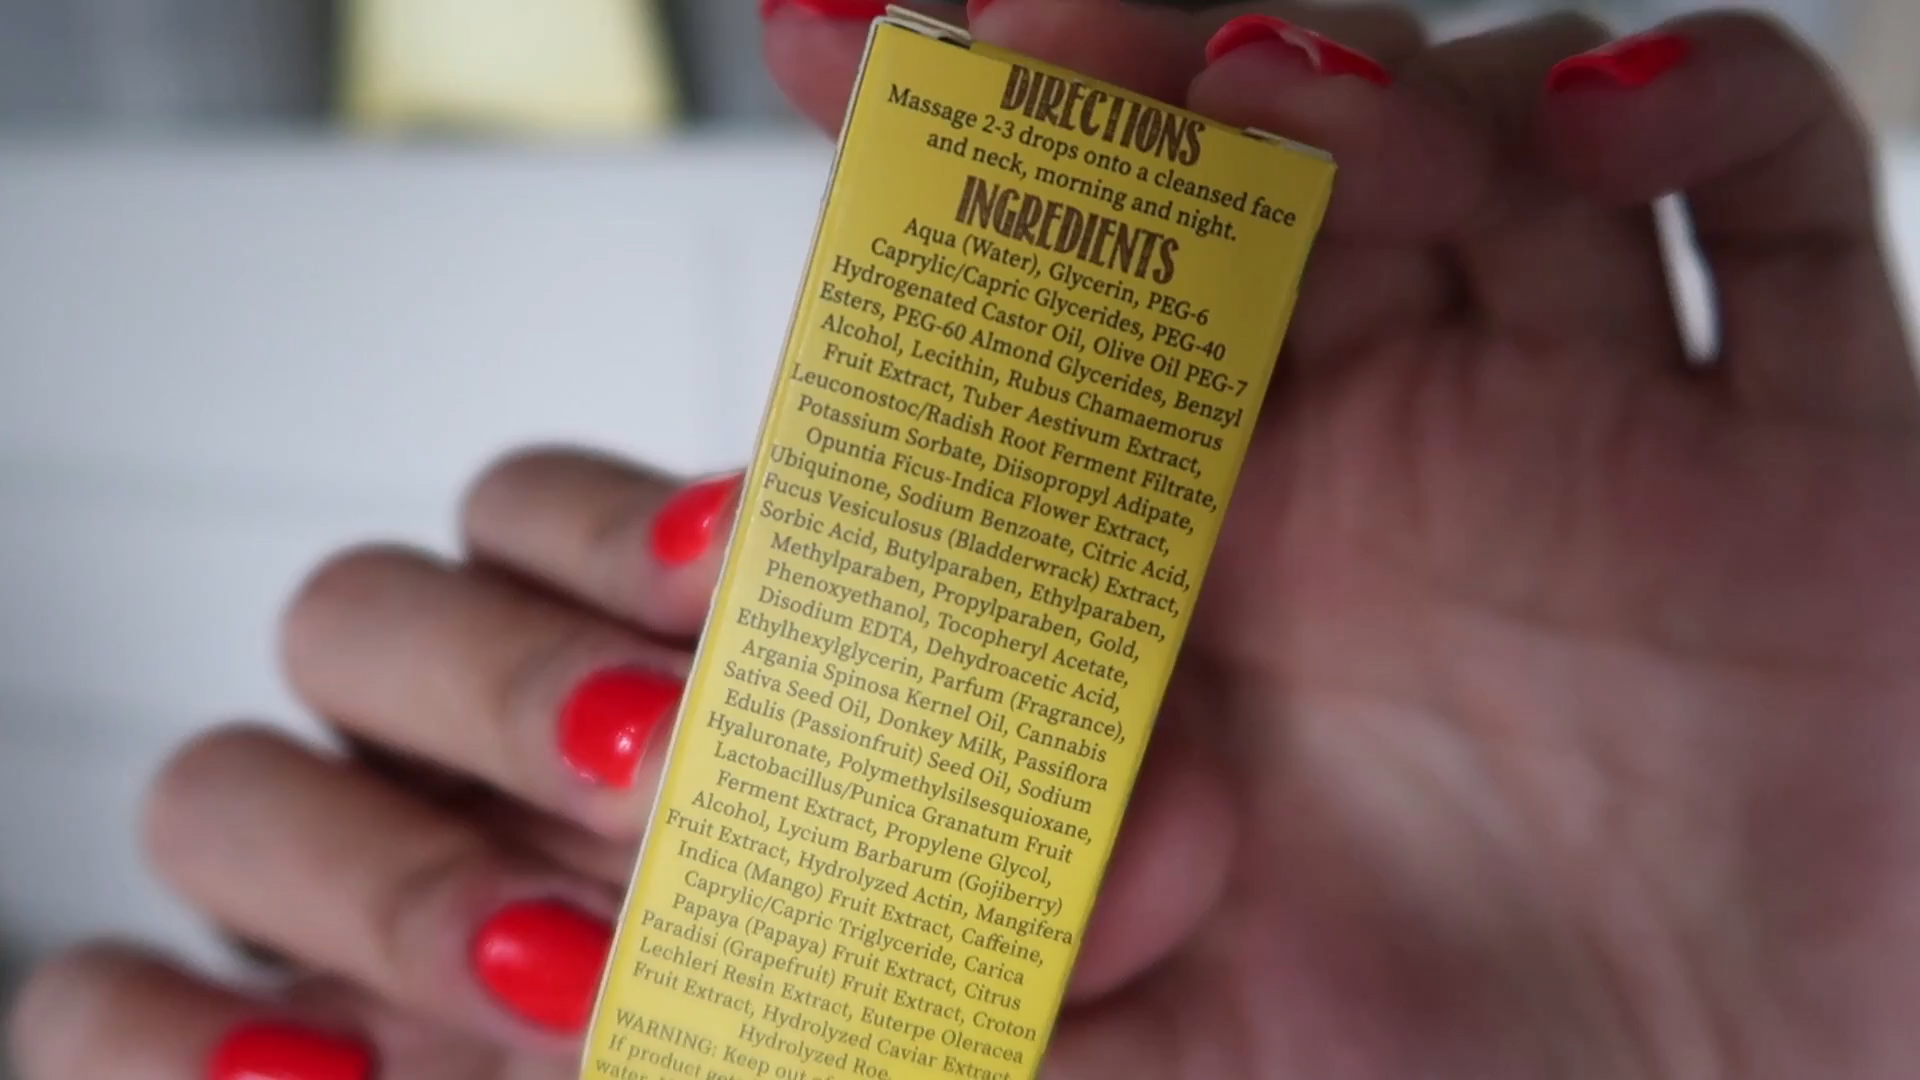 DIRECTIONS
Massage 2-3 drops onto a cleansed face
and neck, morning and night.
INGREDIENTS
Aqua (Water), Glycerin, PEG-6
Caprylic/Capric Glycerides, PEG-40
Hydrogenated Castor Oil, Olive Oil PEG-7
Esters, PEG-60 Almond Glycerides, Benzyl
Alcohol, Lecithin, Rubus Chamaemorus
Fruit Extract, Tuber Aestivum Extract,
Leuconostoc/Radish Root Ferment Filtrate,
Potassium Sorbate, Diisopropyl Adipate,
Opuntia Ficus-Indica Flower Extract,
Ubiquinone, Sodium Benzoate, Citric Acid,
Fucus Vesiculosus (Bladderwrack) Extract,
Sorbic Acid, Butylparaben, Ethylparaben,
Methylparaben, Propylparaben, Gold,
Phenoxyethanol, Tocopheryl Acetate,
Disodium EDTA, Dehydroacetic Acid,
Ethylhexylglycerin, Parfum (Fragrance),
Argania Spinosa Kernel Oil, Cannabis
Sativa Seed Oil, Donkey Milk, Passiflora
Edulis (Passionfruit) Seed Oil, Sodium
Hyaluronate, Polymethylsilsesquioxane,
Lactobacillus/Punica Granatum Fruit
Ferment Extract, Propylene Glycol,
Alcohol, Lycium Barbarum (Gojiberry)
Fruit Extract, Hydrolyzed Actin, Mangifera
Indica (Mango) Fruit Extract, Caffeine,
Caprylic/Capric Triglyceride, Carica
Papaya (Papaya) Fruit Extract, Citrus
Paradisi (Grapefruit) Fruit Extract, Croton
Lechleri Resin Extract, Euterpe Oleracea
Fruit Extract, Hydrolyzed Caviar Extract,
Hydrolyzed Roe.
WARNING: Keep out
If product
water.